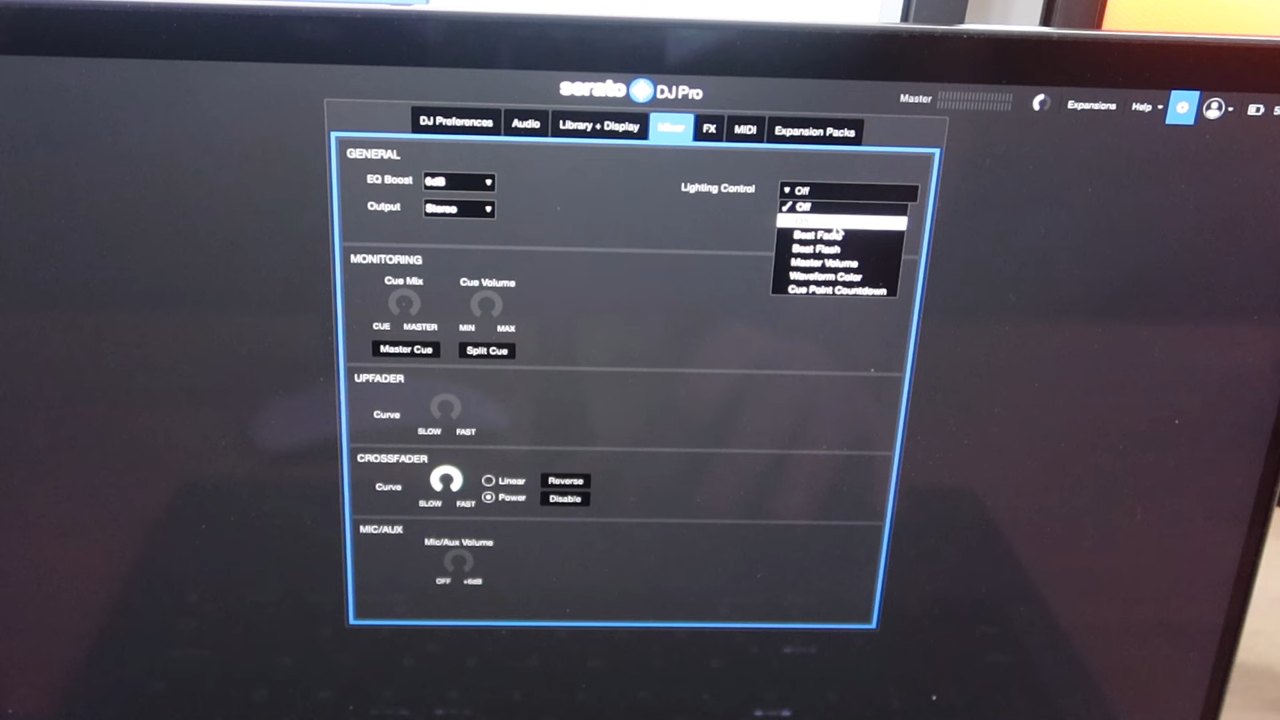 serato DJ Pro
Master
Expansions
Help
5
DJ Preferences
Audio
Library + Display
Mixer
FX
MIDI
Expansion Packs
GENERAL
EQ Boost
6dB
Output
Stereo
Lighting Control
Off
Off
Beat Fade
Beat Flash
Master Volume
Waveform Color
Cue Point Countdown
MONITORING
Cue Mix
Cue Volume
CUE
MASTER
MIN
MAX
Master Cue
Split Cue
UPFADER
Curve
SLOW
FAST
CROSSFADER
Curve
SLOW
FAST
Linear
Power
Reverse
Disable
MIC/AUX
Mic/Aux Volume
OFF
+6dB